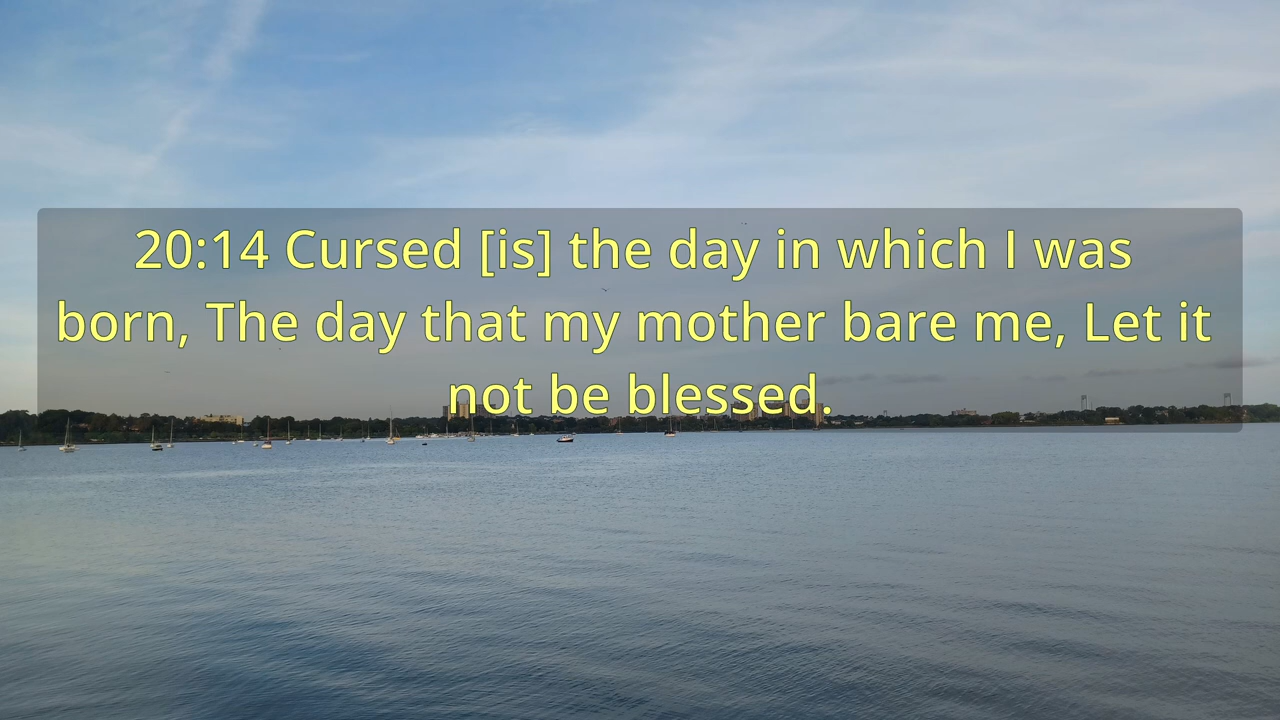 20:14 Cursed [is] the day in which I was
born, The day that my mother bare me, Let it
not be blessed.